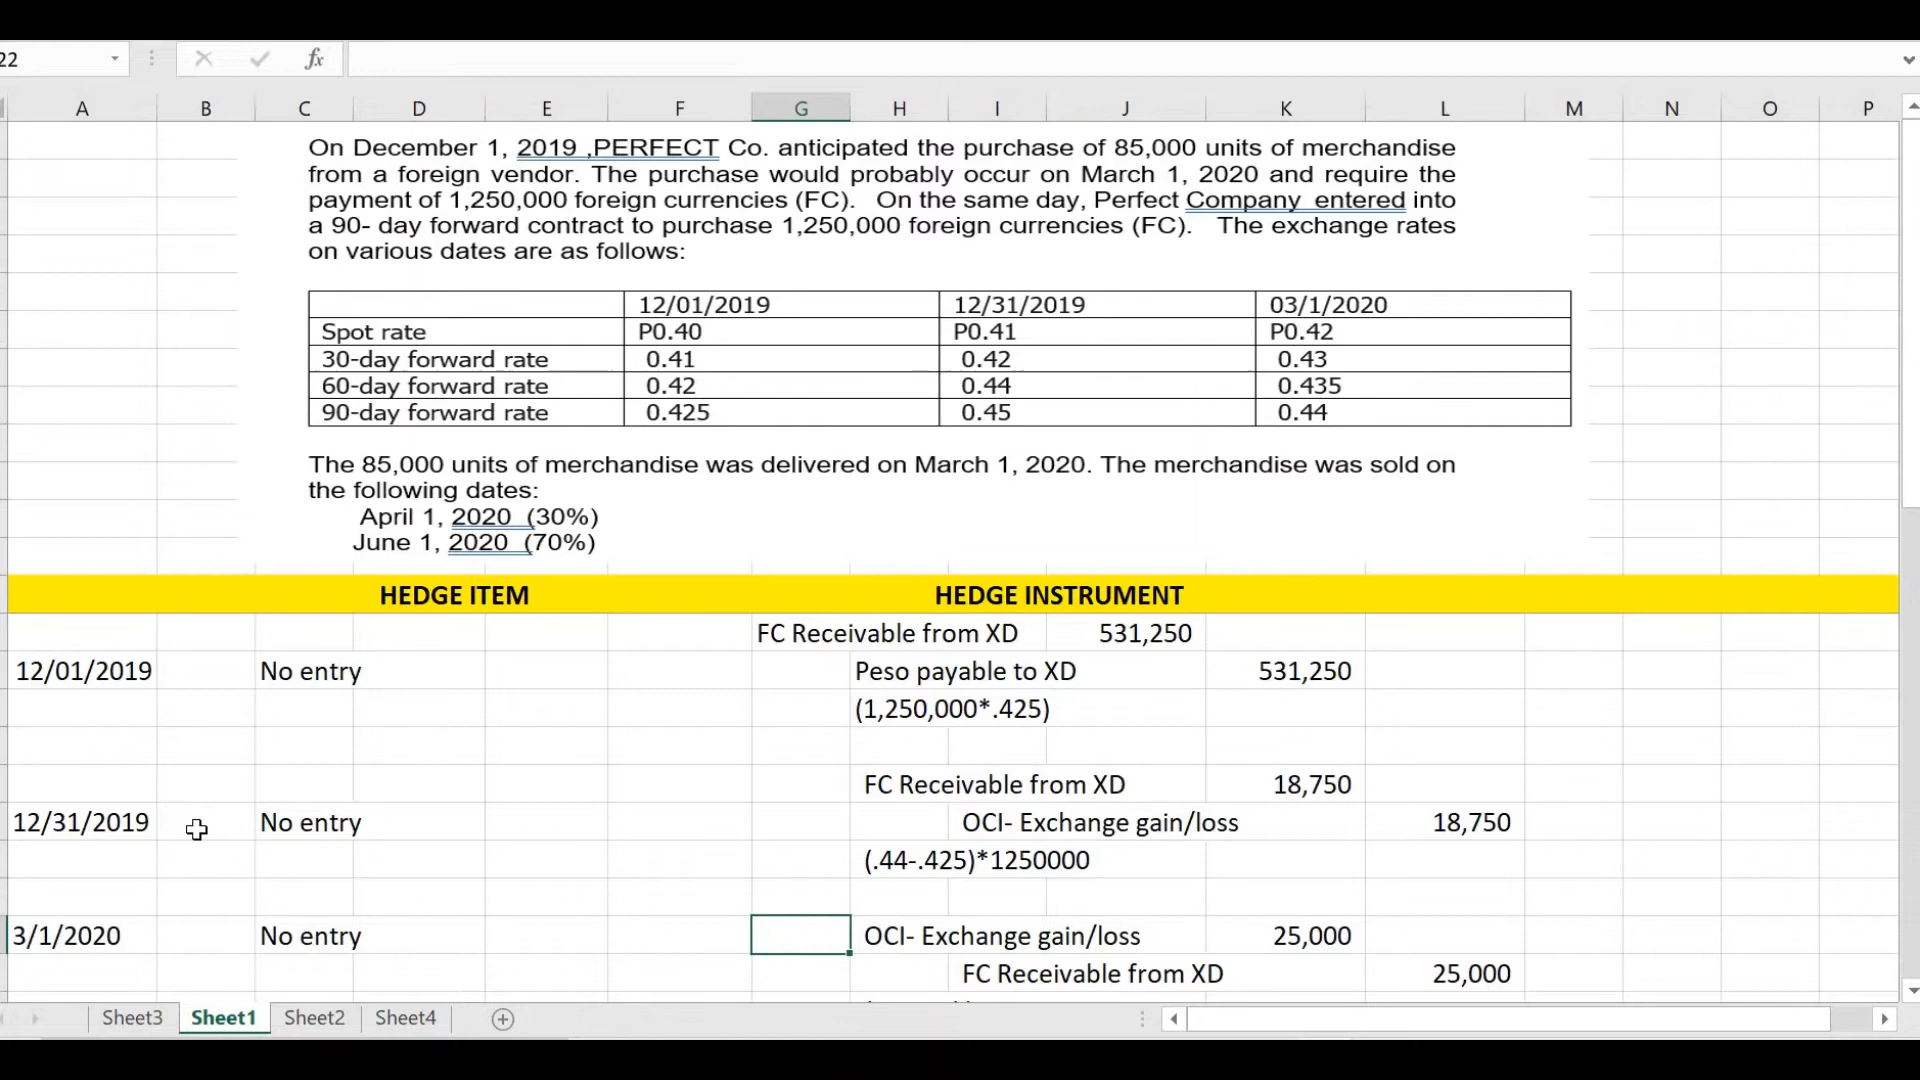 22
fx
A B C D E F G H I J K L M N O P
On December 1, 2019 ,PERFECT Co. anticipated the purchase of 85,000 units of merchandise
from a foreign vendor. The purchase would probably occur on March 1, 2020 and require the
payment of 1,250,000 foreign currencies (FC). On the same day, Perfect Company entered into
a 90- day forward contract to purchase 1,250,000 foreign currencies (FC). The exchange rates
on various dates are as follows:
12/01/2019 12/31/2019 03/1/2020
Spot rate P0.40 P0.41 P0.42
30-day forward rate 0.41 0.42 0.43
60-day forward rate 0.42 0.44 0.435
90-day forward rate 0.425 0.45 0.44
The 85,000 units of merchandise was delivered on March 1, 2020. The merchandise was sold on
the following dates:
April 1, 2020 (30%)
June 1, 2020 (70%)
HEDGE ITEM HEDGE INSTRUMENT
FC Receivable from XD 531,250
12/01/2019 No entry Peso payable to XD 531,250
(1,250,000*.425)
FC Receivable from XD 18,750
12/31/2019 No entry OCI- Exchange gain/loss 18,750
(.44-.425)*1250000
3/1/2020 No entry OCI- Exchange gain/loss 25,000
FC Receivable from XD 25,000
Sheet3 Sheet1 Sheet2 Sheet4